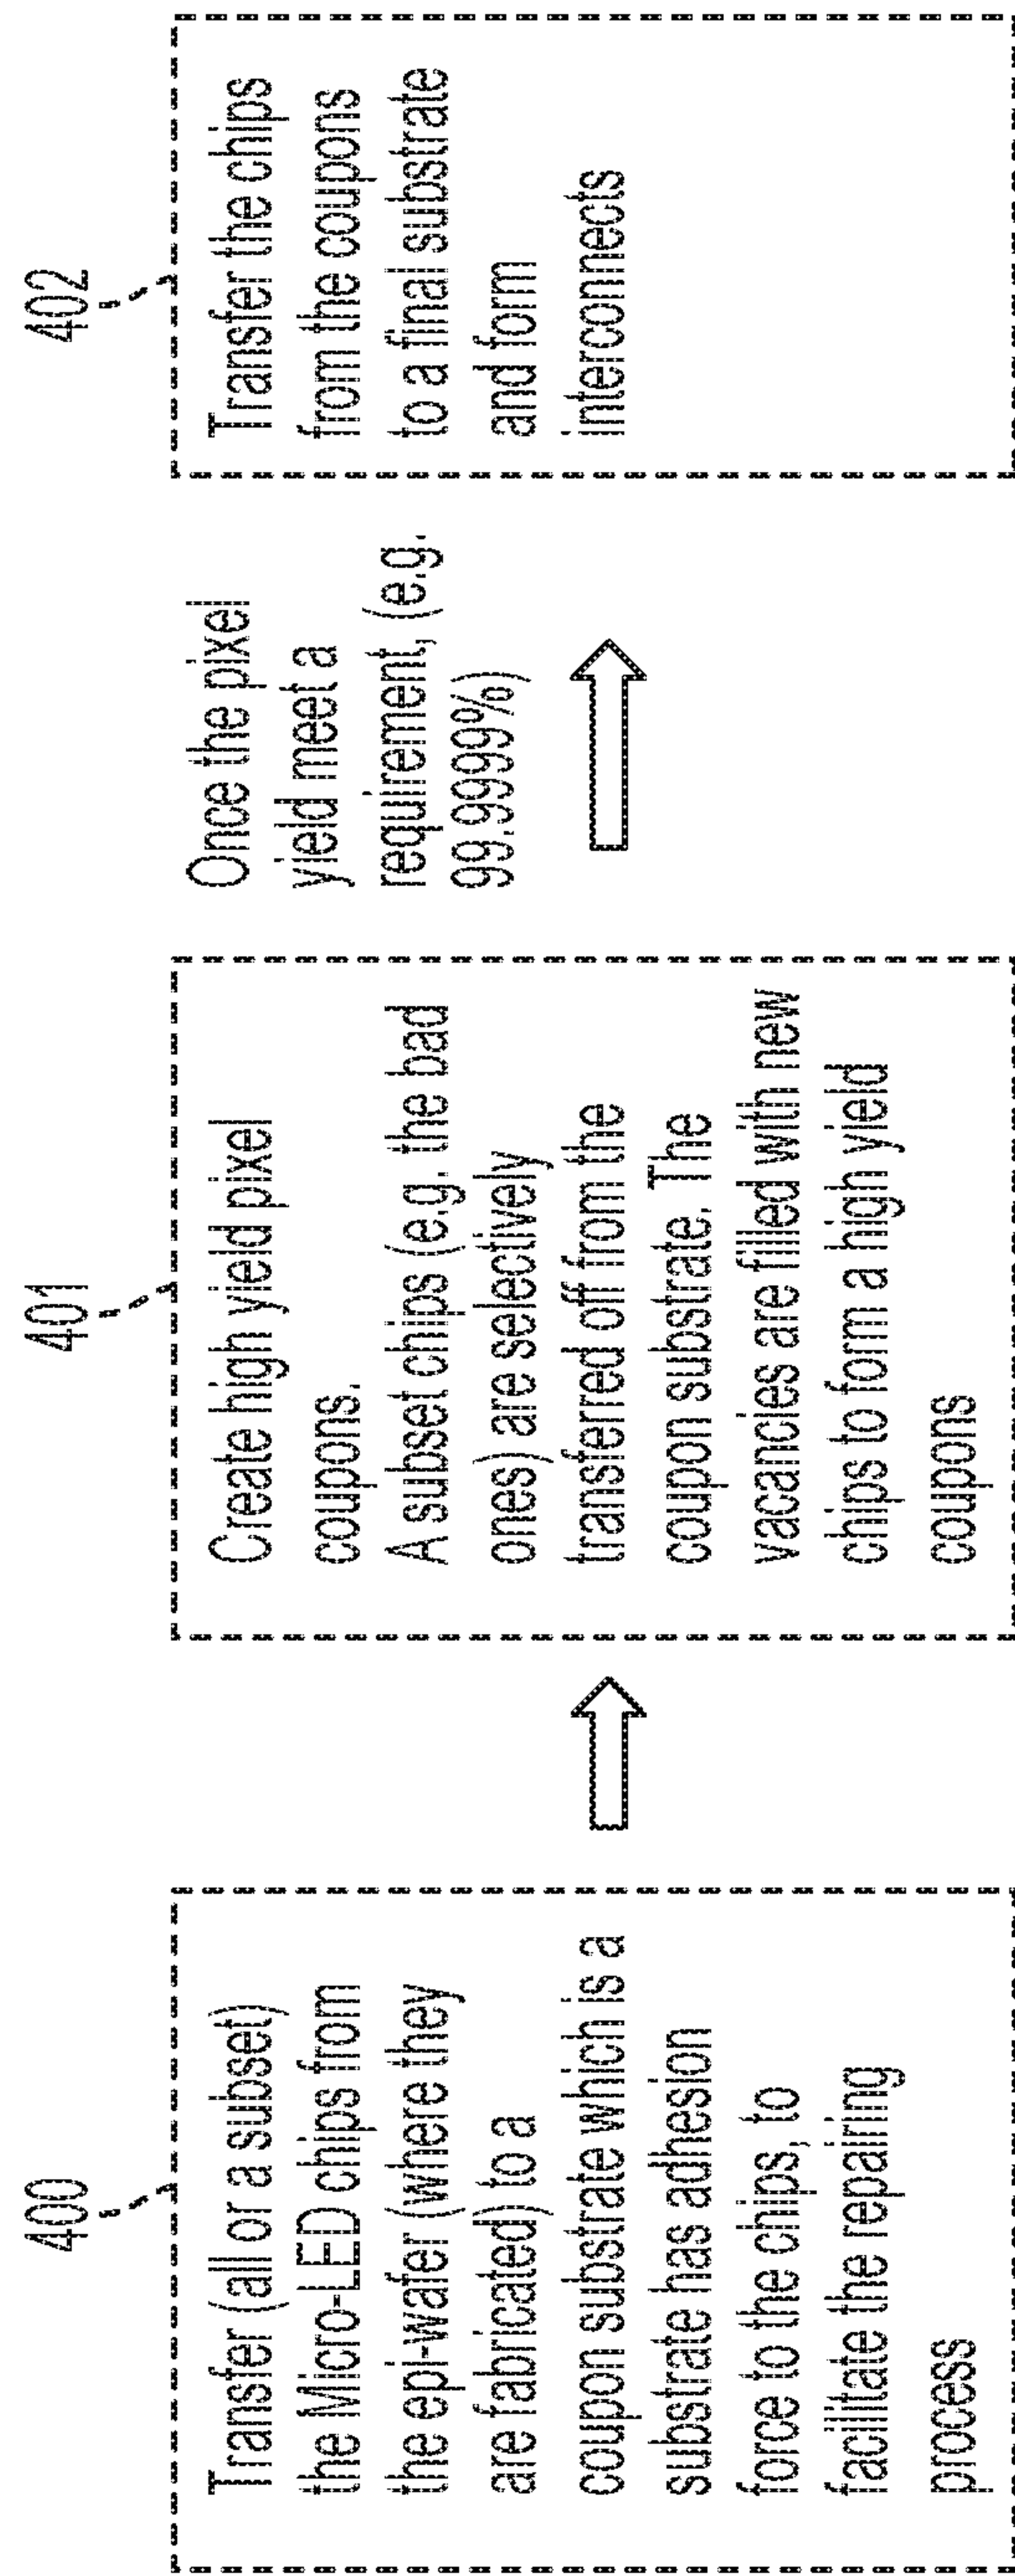 400
Transfer (all or a subset)
the Micro-LED chips from
the epi-wafer (where they
are fabricated) to a
coupon substrate which is a
substrate has adhesion
force to the chips, to
facilitate the repairing
process
401
Create high yield pixel
coupons.
A subset chips (e.g. the bad
ones) are selectively
transferred off from the
coupon substrate. The
vacancies are filled with new
chips to form a high yield
coupons
Once the pixel
yield meet a
requirement, (e.g.
99.9999%)
402
Transfer the chips
from the coupons
to a final substrate
and form
interconnects